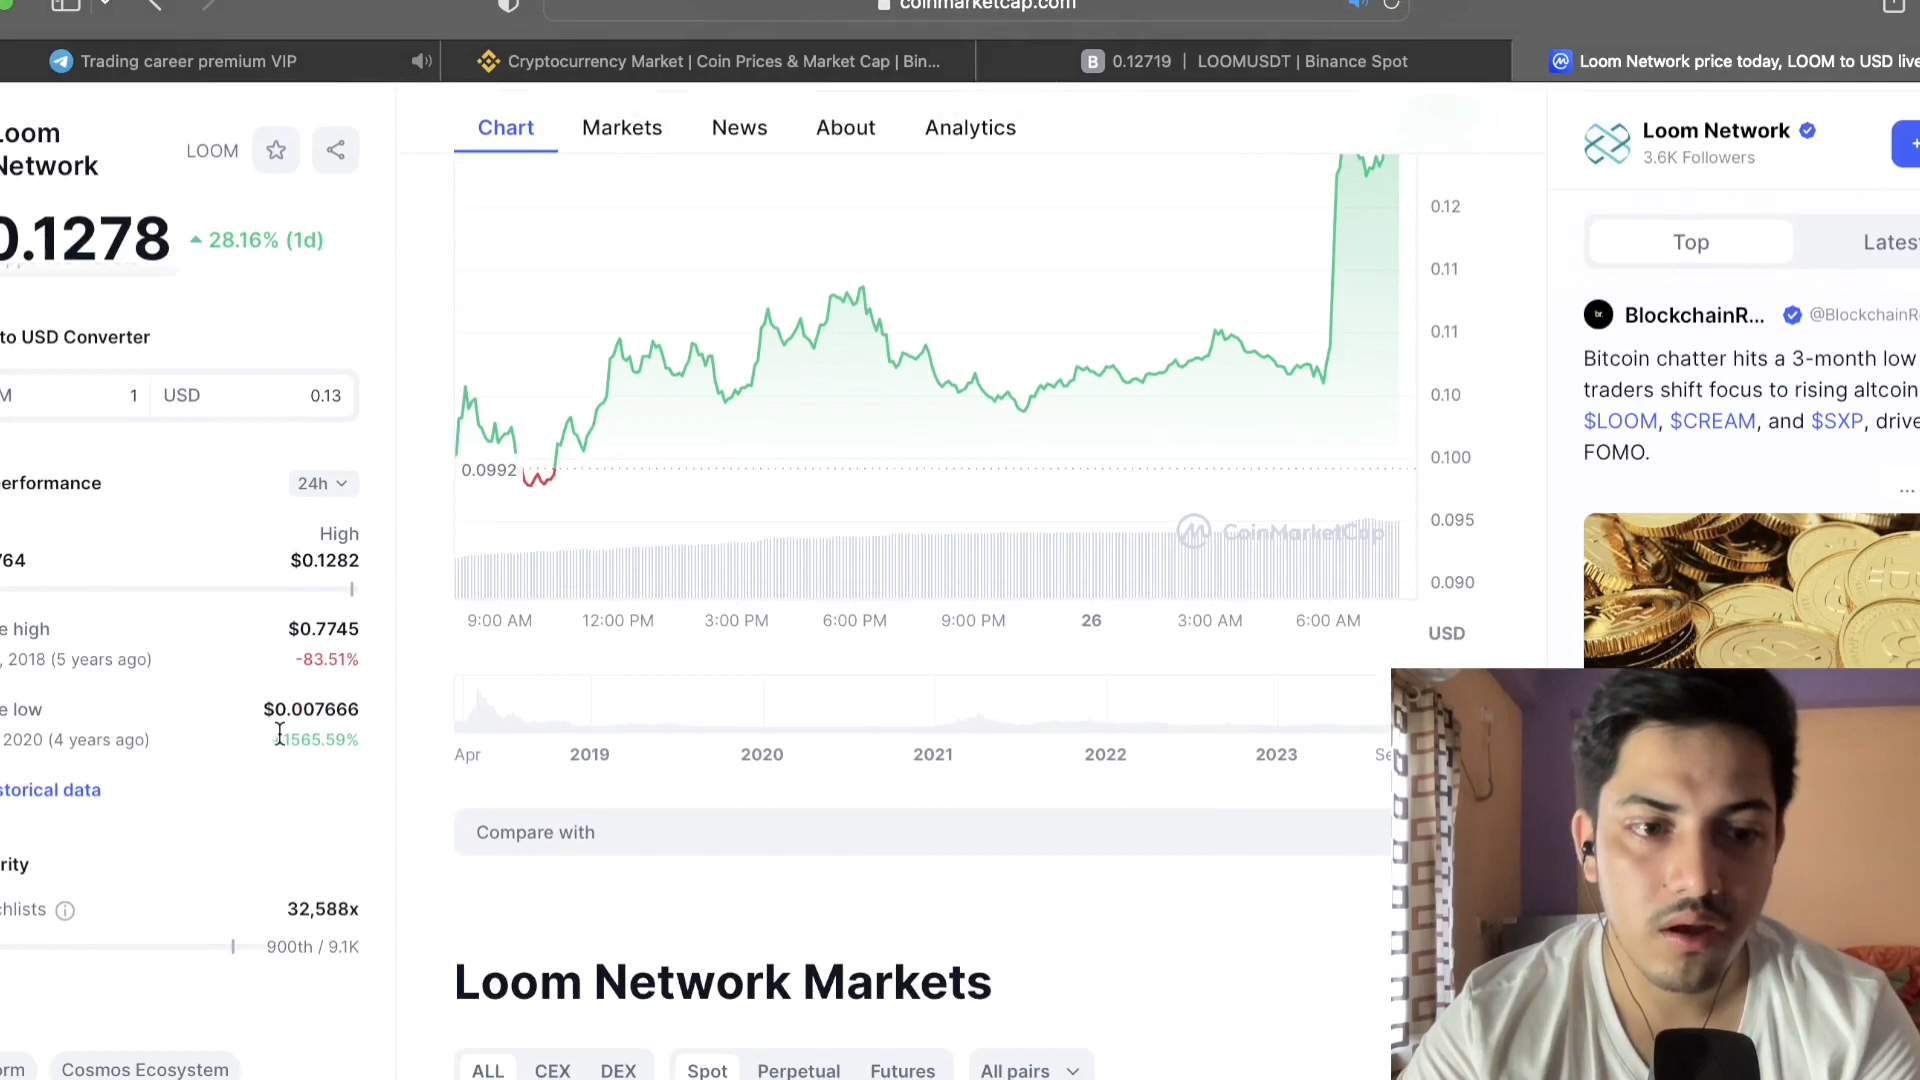 coinmarketcap.com
Trading career premium VIP
Cryptocurrency Market | Coin Prices & Market Cap | Bin...
B 0.12719 | LOOMUSDT | Binance Spot
Loom Network price today, LOOM to USD live
Loom
Network
LOOM
0.1278
28.16% (1d)
to USD Converter
M 1 USD 0.13
erformance 24h
High
764 $0.1282
e high $0.7745
, 2018 (5 years ago) -83.51%
e low $0.007666
2020 (4 years ago) 1565.59%
storical data
rity
chlists 32,588x
900th / 9.1K
orm Cosmos Ecosystem
Chart Markets News About Analytics
0.12
0.11
0.11
0.10
0.0992
0.100
0.095
0.090
CoinMarketCap
9:00 AM 12:00 PM 3:00 PM 6:00 PM 9:00 PM 26 3:00 AM 6:00 AM
USD
Apr 2019 2020 2021 2022 2023 Se
Compare with
Loom Network Markets
ALL CEX DEX Spot Perpetual Futures All pairs
Loom Network
3.6K Followers
+
Top Lates
BlockchainR... @BlockchainR
Bitcoin chatter hits a 3-month low
traders shift focus to rising altcoin
$LOOM, $CREAM, and $SXP, drive
FOMO.
...